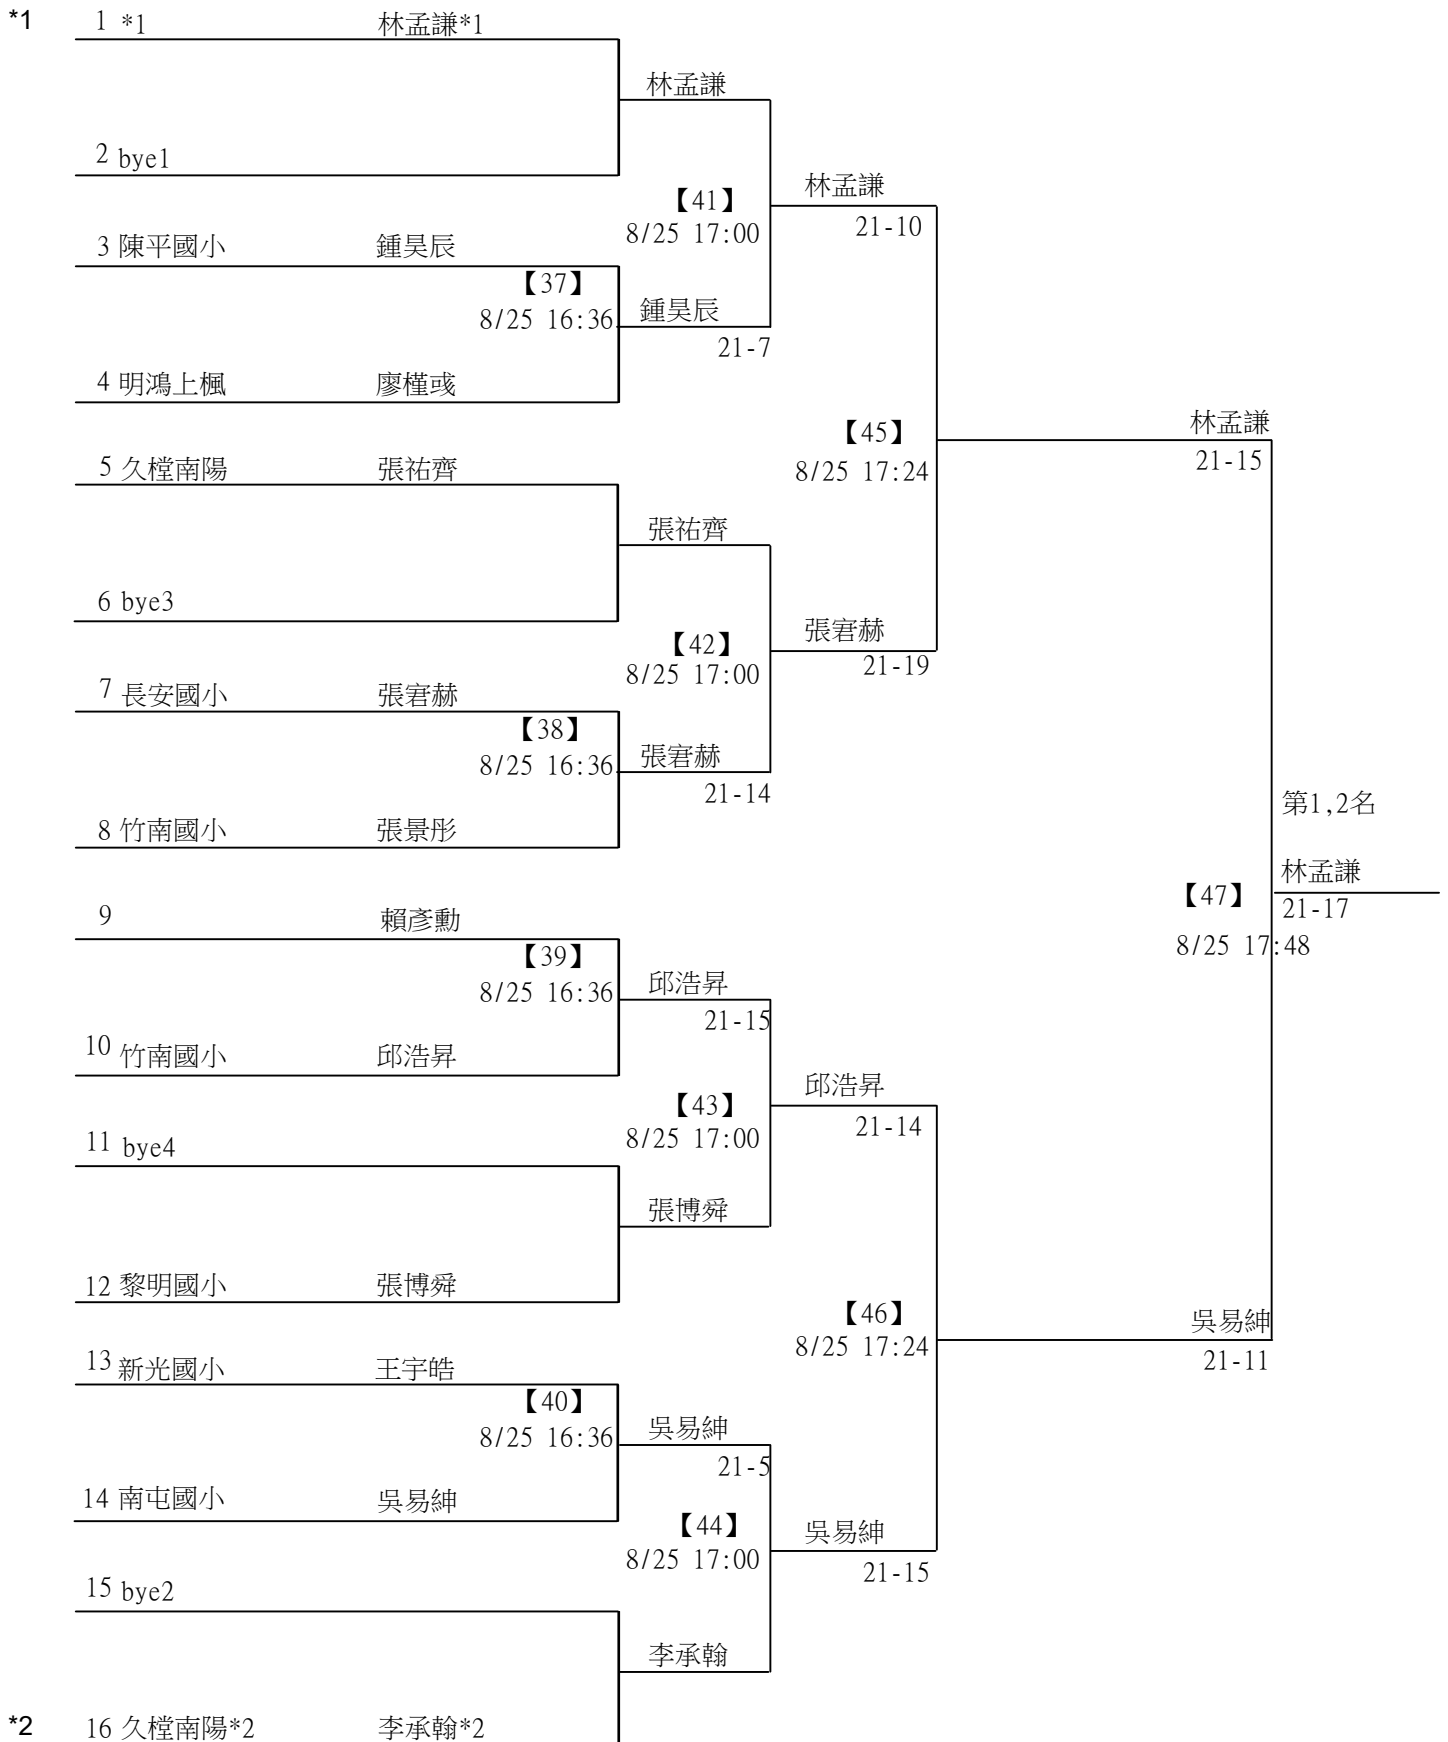 *1 1 *1 林孟謙*1
林孟謙
2 bye1
林孟謙
【41】
21-10
8/25 17:00
3 陳平國小 鍾昊辰
【37】
鍾昊辰
8/25 16:36
21-7
4 明鴻上楓 廖槿彧
林孟謙
【45】
21-15
5 久樘南陽 張祐齊
8/25 17:24
張祐齊
6 bye3
張宭赫
【42】
21-19
8/25 17:00
7 長安國小 張宭赫
【38】
張宭赫
8/25 16:36
21-14
第1,2名
8 竹南國小 張景彤
林孟謙
【47】
21-17
9 賴彥勳
8/25 17:48
【39】
邱浩昇
8/25 16:36
21-15
10 竹南國小 邱浩昇
邱浩昇
【43】
21-14
8/25 17:00
11 bye4
張博舜
12 黎明國小 張博舜
【46】
吳易紳
8/25 17:24
21-11
13 新光國小 王宇皓
【40】
吳易紳
8/25 16:36
21-5
14 南屯國小 吳易紳
【44】
吳易紳
8/25 17:00
21-15
15 bye2
李承翰
*2 16 久樘南陽*2 李承翰*2